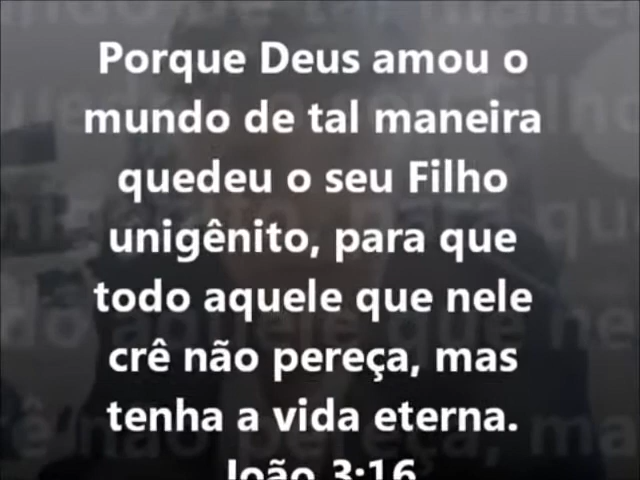 Porque Deus amou o
mundo de tal maneira
quedeu o seu Filho
unigênito, para que
todo aquele que nele
crê não pereça, mas
tenha a vida eterna.
João 3:16